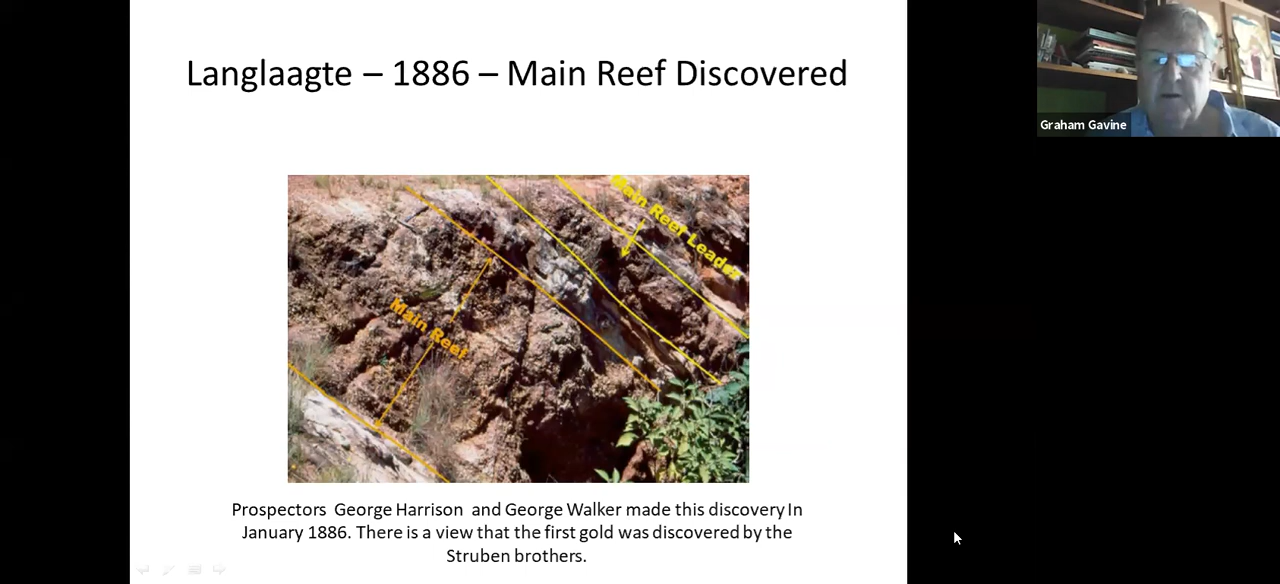 Langlaagte – 1886 – Main Reef Discovered
Graham Gavine
Main Reef Leader
Main Reef
Prospectors George Harrison and George Walker made this discovery In
January 1886. There is a view that the first gold was discovered by the
Struben brothers.